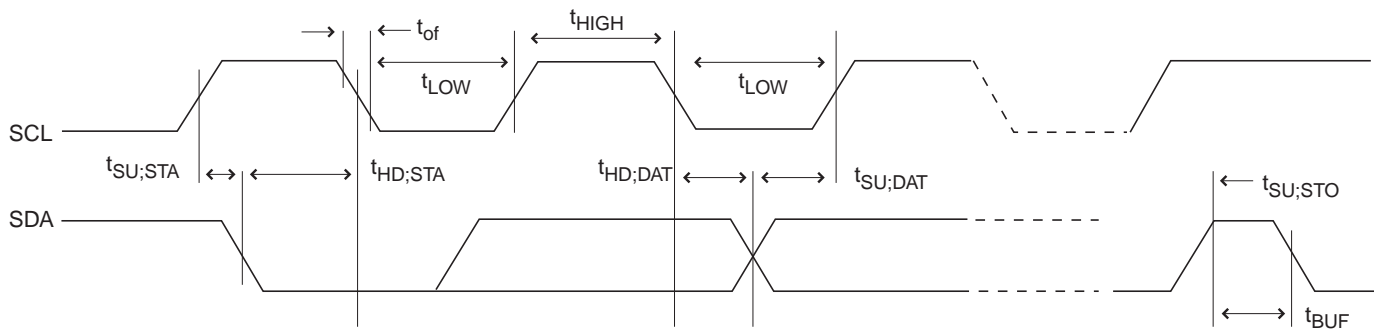 t_of
t_HIGH
t_LOW
t_LOW
SCL
t_SU;STA
t_HD;STA
t_HD;DAT
t_SU;DAT
t_SU;STO
SDA
t_BUF